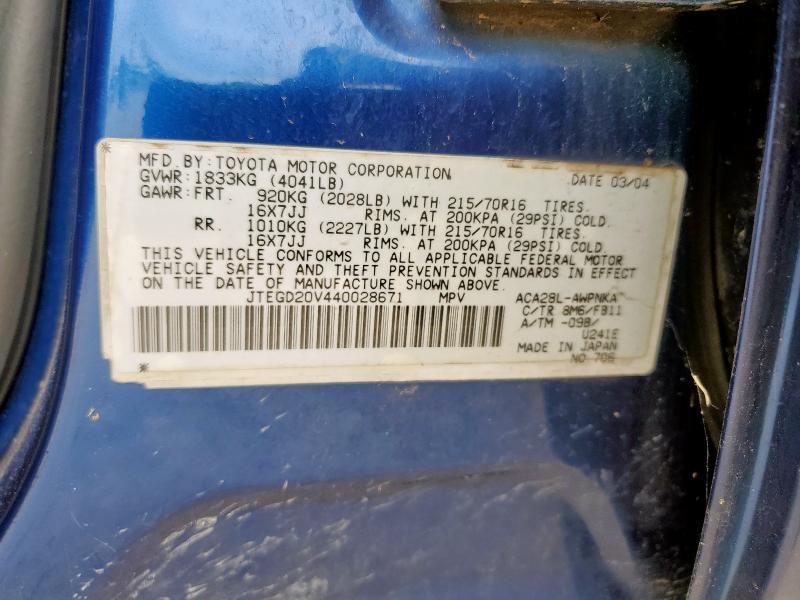 MFD. BY: TOYOTA MOTOR CORPORATION DATE 03/04
GVWR: 1833KG (4041LB)
GAWR: FRT. 920KG (2028LB) WITH 215/70R16 TIRES.
16X7JJ RIMS. AT 200KPA (29PSI) COLD.
RR. 1010KG (2227LB) WITH 215/70R16 TIRES.
16X7JJ RIMS. AT 200KPA (29PSI) COLD.
THIS VEHICLE CONFORMS TO ALL APPLICABLE FEDERAL MOTOR
VEHICLE SAFETY AND THEFT PREVENTION STANDARDS IN EFFECT
ON THE DATE OF MANUFACTURE SHOWN ABOVE.
JTEGD20V440028671 MPV ACA28L-AWPNKA
C/TR 8M6/FB11
A/TM -09B/
U241E
MADE IN JAPAN
NO 706